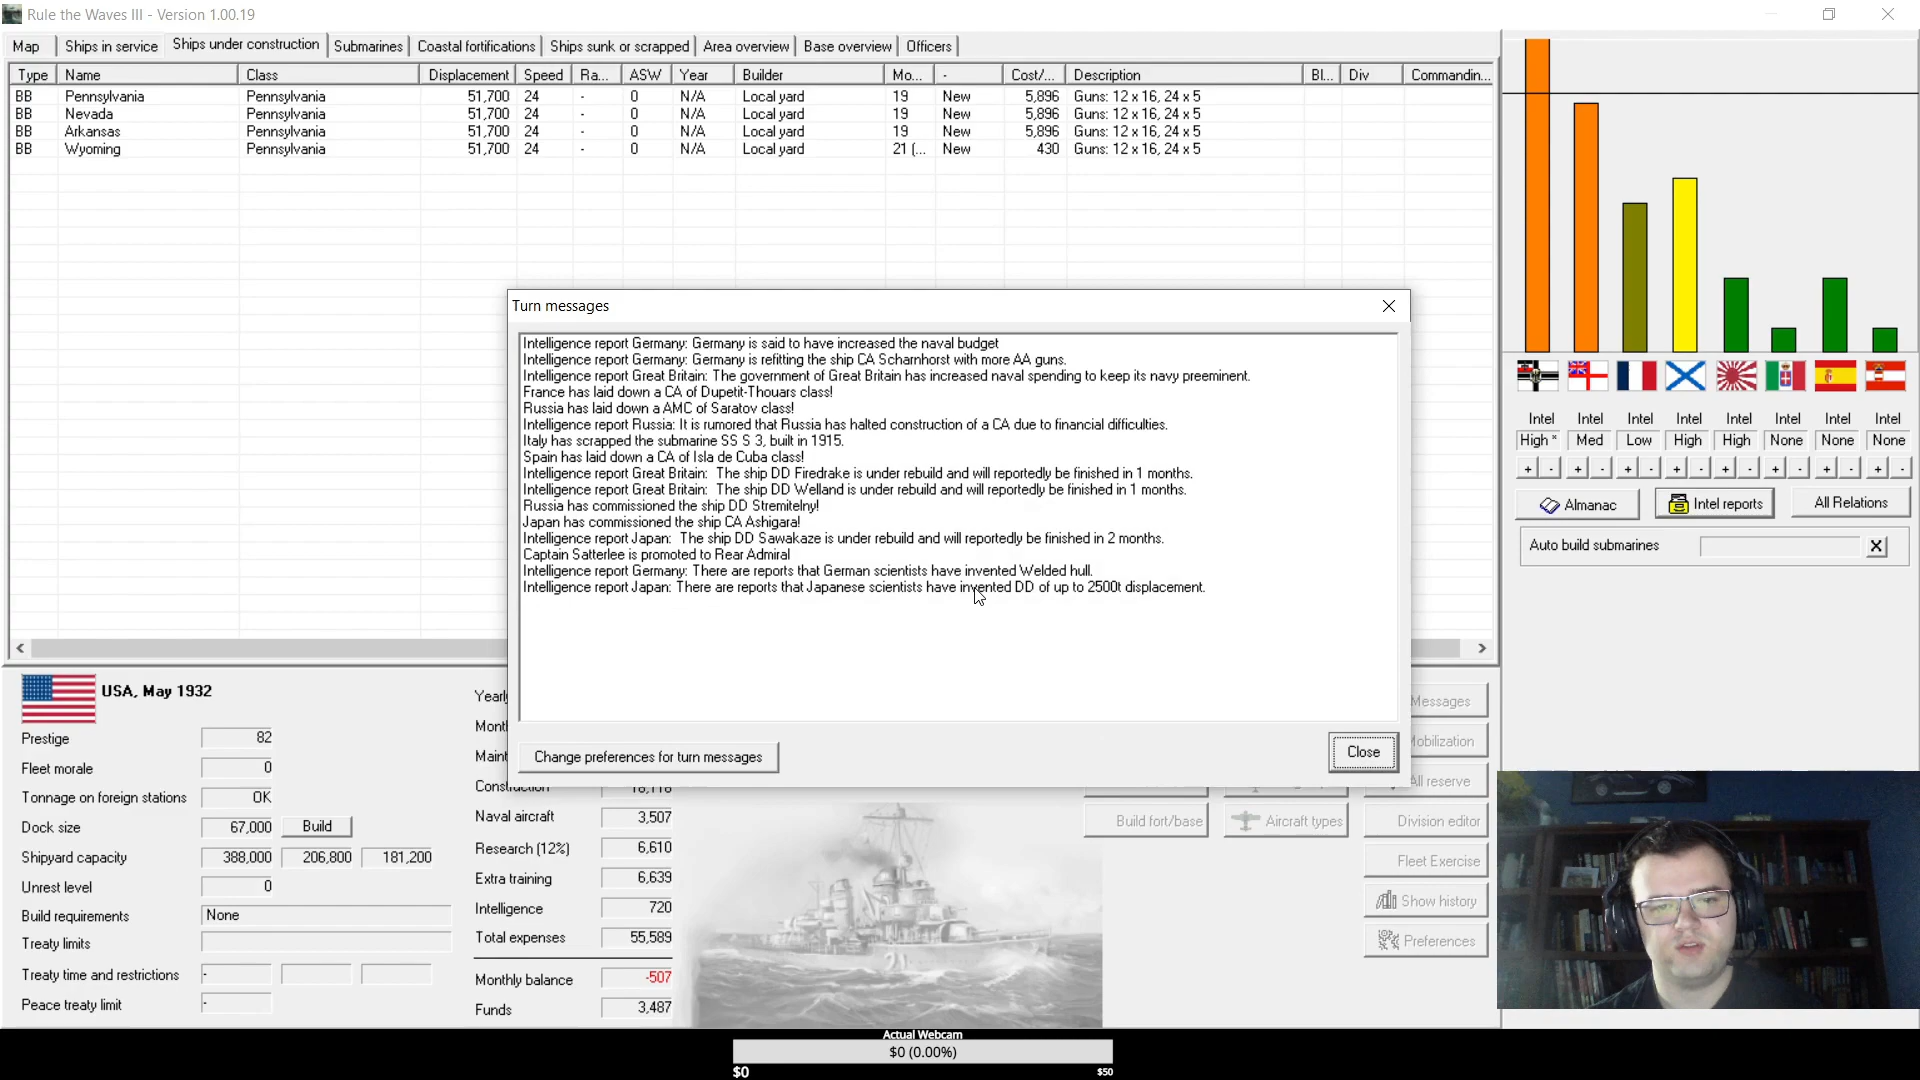 Rule the Waves III - Version 1.00.19
Map Ships in service Ships under construction Submarines Coastal fortifications Ships sunk or scrapped Area overview Base overview Officers
Type Name Class Displacement Speed Ra... ASW Year Builder Mo... - Cost/... Description Bl... Div Commandin...
BB Pennsylvania Pennsylvania 51,700 24 - 0 N/A Local yard 19 New 5,896 Guns: 12 x 16, 24 x 5
BB Nevada Pennsylvania 51,700 24 - 0 N/A Local yard 19 New 5,896 Guns: 12 x 16, 24 x 5
BB Arkansas Pennsylvania 51,700 24 - 0 N/A Local yard 19 New 5,896 Guns: 12 x 16, 24 x 5
BB Wyoming Pennsylvania 51,700 24 - 0 N/A Local yard 21 (... New 430 Guns: 12 x 16, 24 x 5
Turn messages
Intelligence report Germany: Germany is said to have increased the naval budget
Intelligence report Germany: Germany is refitting the ship CA Scharnhorst with more AA guns.
Intelligence report Great Britain: The government of Great Britain has increased naval spending to keep its navy preeminent.
France has laid down a CA of Dupetit-Thouars class!
Russia has laid down a AMC of Saratov class!
Intelligence report Russia: It is rumored that Russia has halted construction of a CA due to financial difficulties.
Italy has scrapped the submarine SS S 3, built in 1915.
Spain has laid down a CA of Isla de Cuba class!
Intelligence report Great Britain: The ship DD Firedrake is under rebuild and will reportedly be finished in 1 months.
Intelligence report Great Britain: The ship DD Welland is under rebuild and will reportedly be finished in 1 months.
Russia has commissioned the ship DD Stremitelny!
Japan has commissioned the ship CA Ashigara!
Intelligence report Japan: The ship DD Sawakaze is under rebuild and will reportedly be finished in 2 months.
Captain Satterlee is promoted to Rear Admiral
Intelligence report Germany: There are reports that German scientists have invented Welded hull.
Intelligence report Japan: There are reports that Japanese scientists have invented DD of up to 2500t displacement.
Change preferences for turn messages Close
Intel Intel Intel Intel Intel Intel Intel Intel
High * Med Low High High None None None
+ - + - + - + - + - + - + - + -
Almanac Intel reports All Relations
Auto build submarines X
USA, May 1932
Prestige 82
Fleet morale 0
Tonnage on foreign stations OK
Dock size 67,000 Build
Shipyard capacity 388,000 206,800 181,200
Unrest level 0
Build requirements None
Treaty limits
Treaty time and restrictions -
Peace treaty limit -
Naval aircraft 3,507
Research (12%) 6,610
Extra training 6,639
Intelligence 720
Total expenses 55,589
Monthly balance -507
Funds 3,487
Build fort/base Aircraft types
Messages
All reserve
Division editor
Fleet Exercise
Show history
Preferences
21
Actual Webcam
$0 (0.00%)
$0 $50